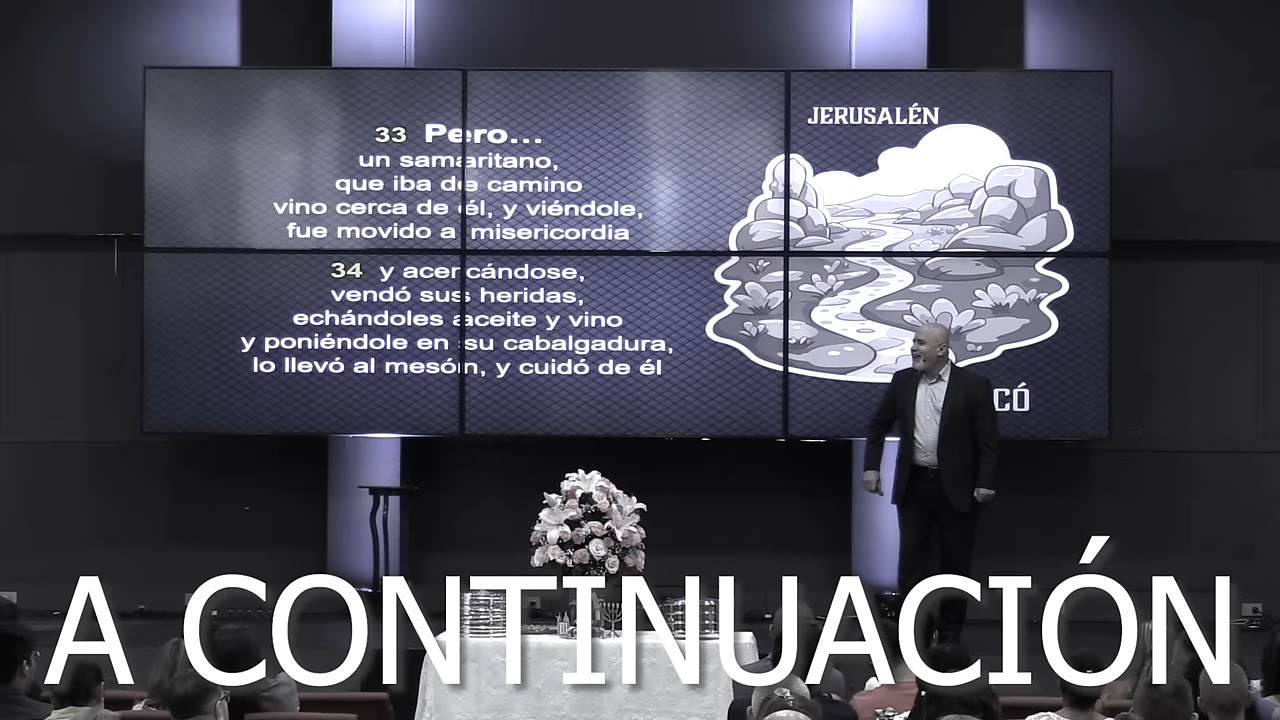 33 Pero...
un samaritano,
que iba de camino
vino cerca de él, y viéndole,
fue movido a misericordia
34 y acercándose,
vendó sus heridas,
echándoles aceite y vino
y poniéndole en su cabalgadura,
lo llevó al mesón, y cuidó de él
JERUSALÉN
CÓ
A CONTINUACIÓN